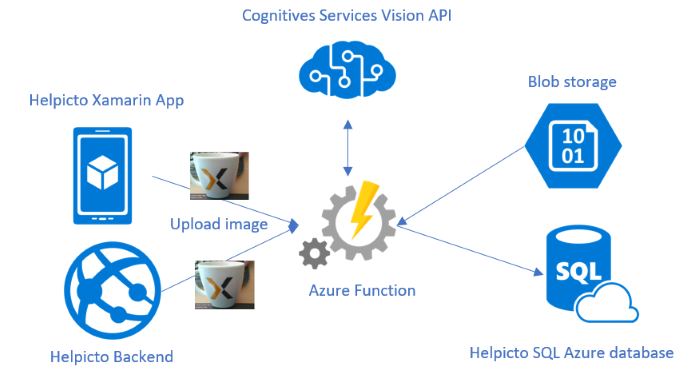 Cognitives Services Vision API
Blob storage
Helpicto Xamarin App
10
01
X
Upload image
SQL
X
Azure Function
Helpicto Backend
Helpicto SQL Azure database